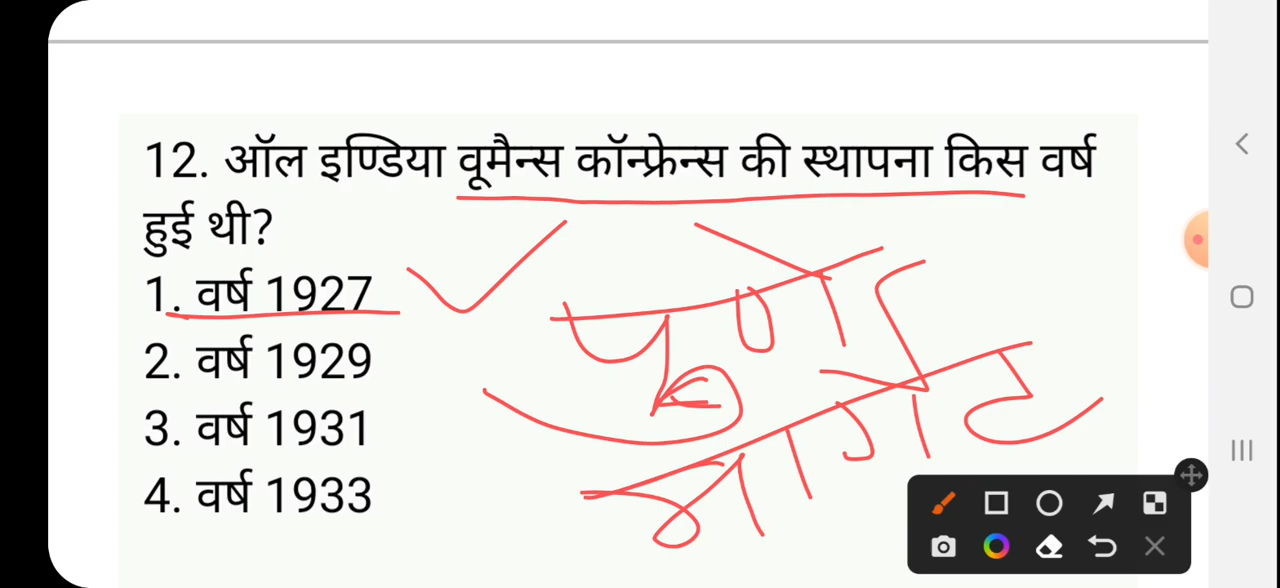 12. ऑल इण्डिया वूमैन्स कॉन्फ्रेन्स की स्थापना किस वर्ष
हुई थी?
1. वर्ष 1927
2. वर्ष 1929
3. वर्ष 1931
4. वर्ष 1933